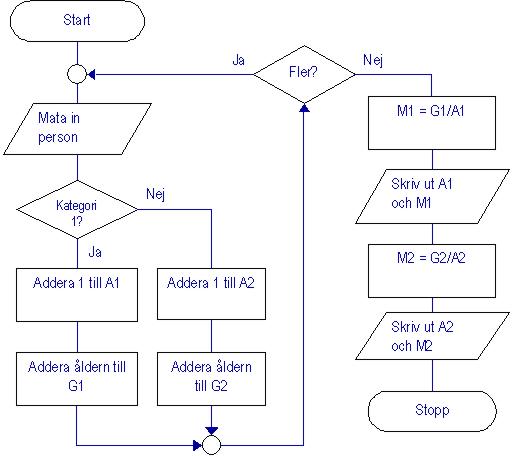 Start
Mata in
person
Kategori
1?
Ja
Nej
Addera 1 till A1
Addera 1 till A2
Addera åldern till
G1
Addera åldern
till G2
Fler?
Ja
Nej
M1 = G1/A1
Skriv ut A1
och M1
M2 = G2/A2
Skriv ut A2
och M2
Stopp